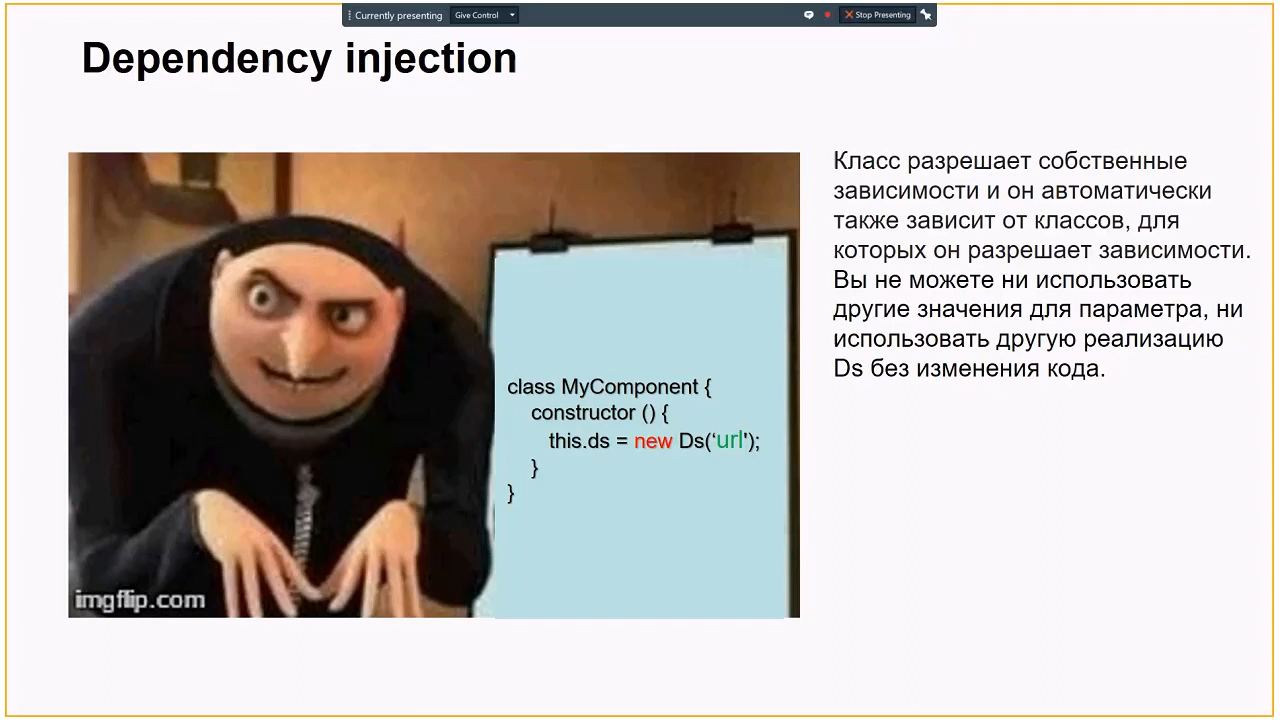 Currently presenting
Give Control
Stop Presenting
Dependency injection
Класс разрешает собственные
зависимости и он автоматически
также зависит от классов, для
которых он разрешает зависимости.
Вы не можете ни использовать
другие значения для параметра, ни
использовать другую реализацию
Ds без изменения кода.
class MyComponent {
constructor () {
this.ds = new Ds(‘url');
}
}
imgflip.com